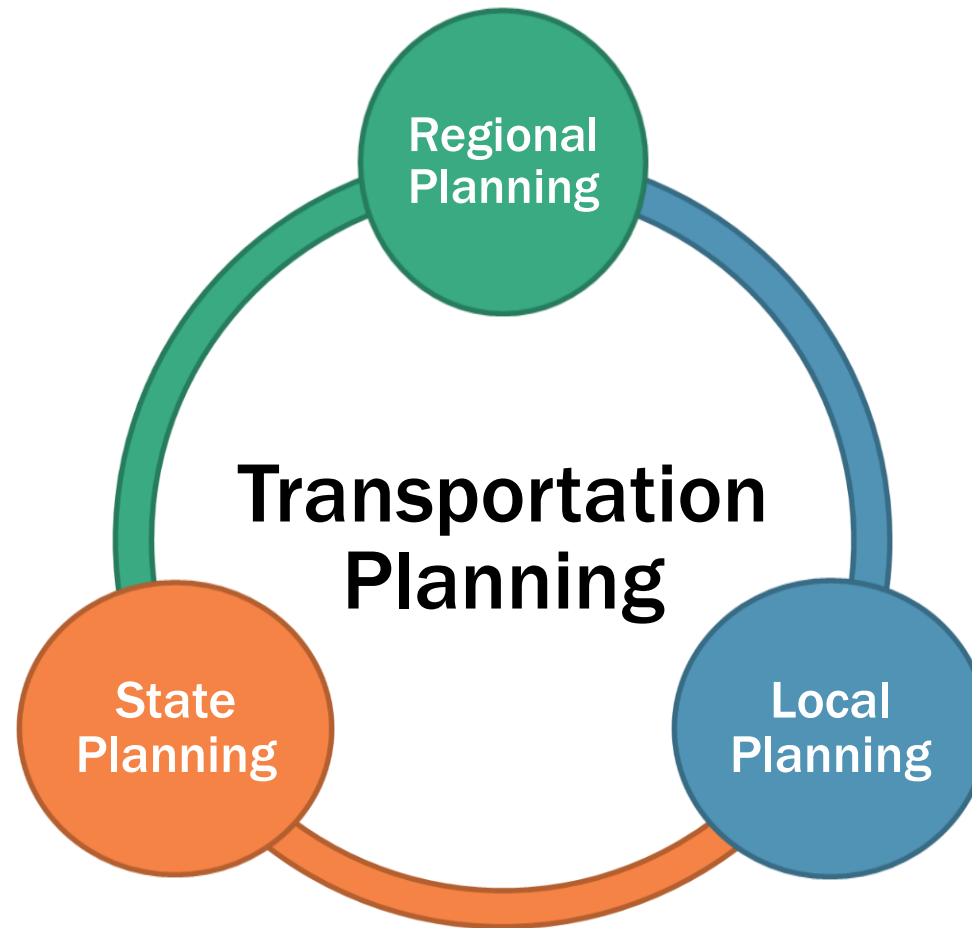 Regional
Planning
Transportation
Planning
State
Planning
Local
Planning